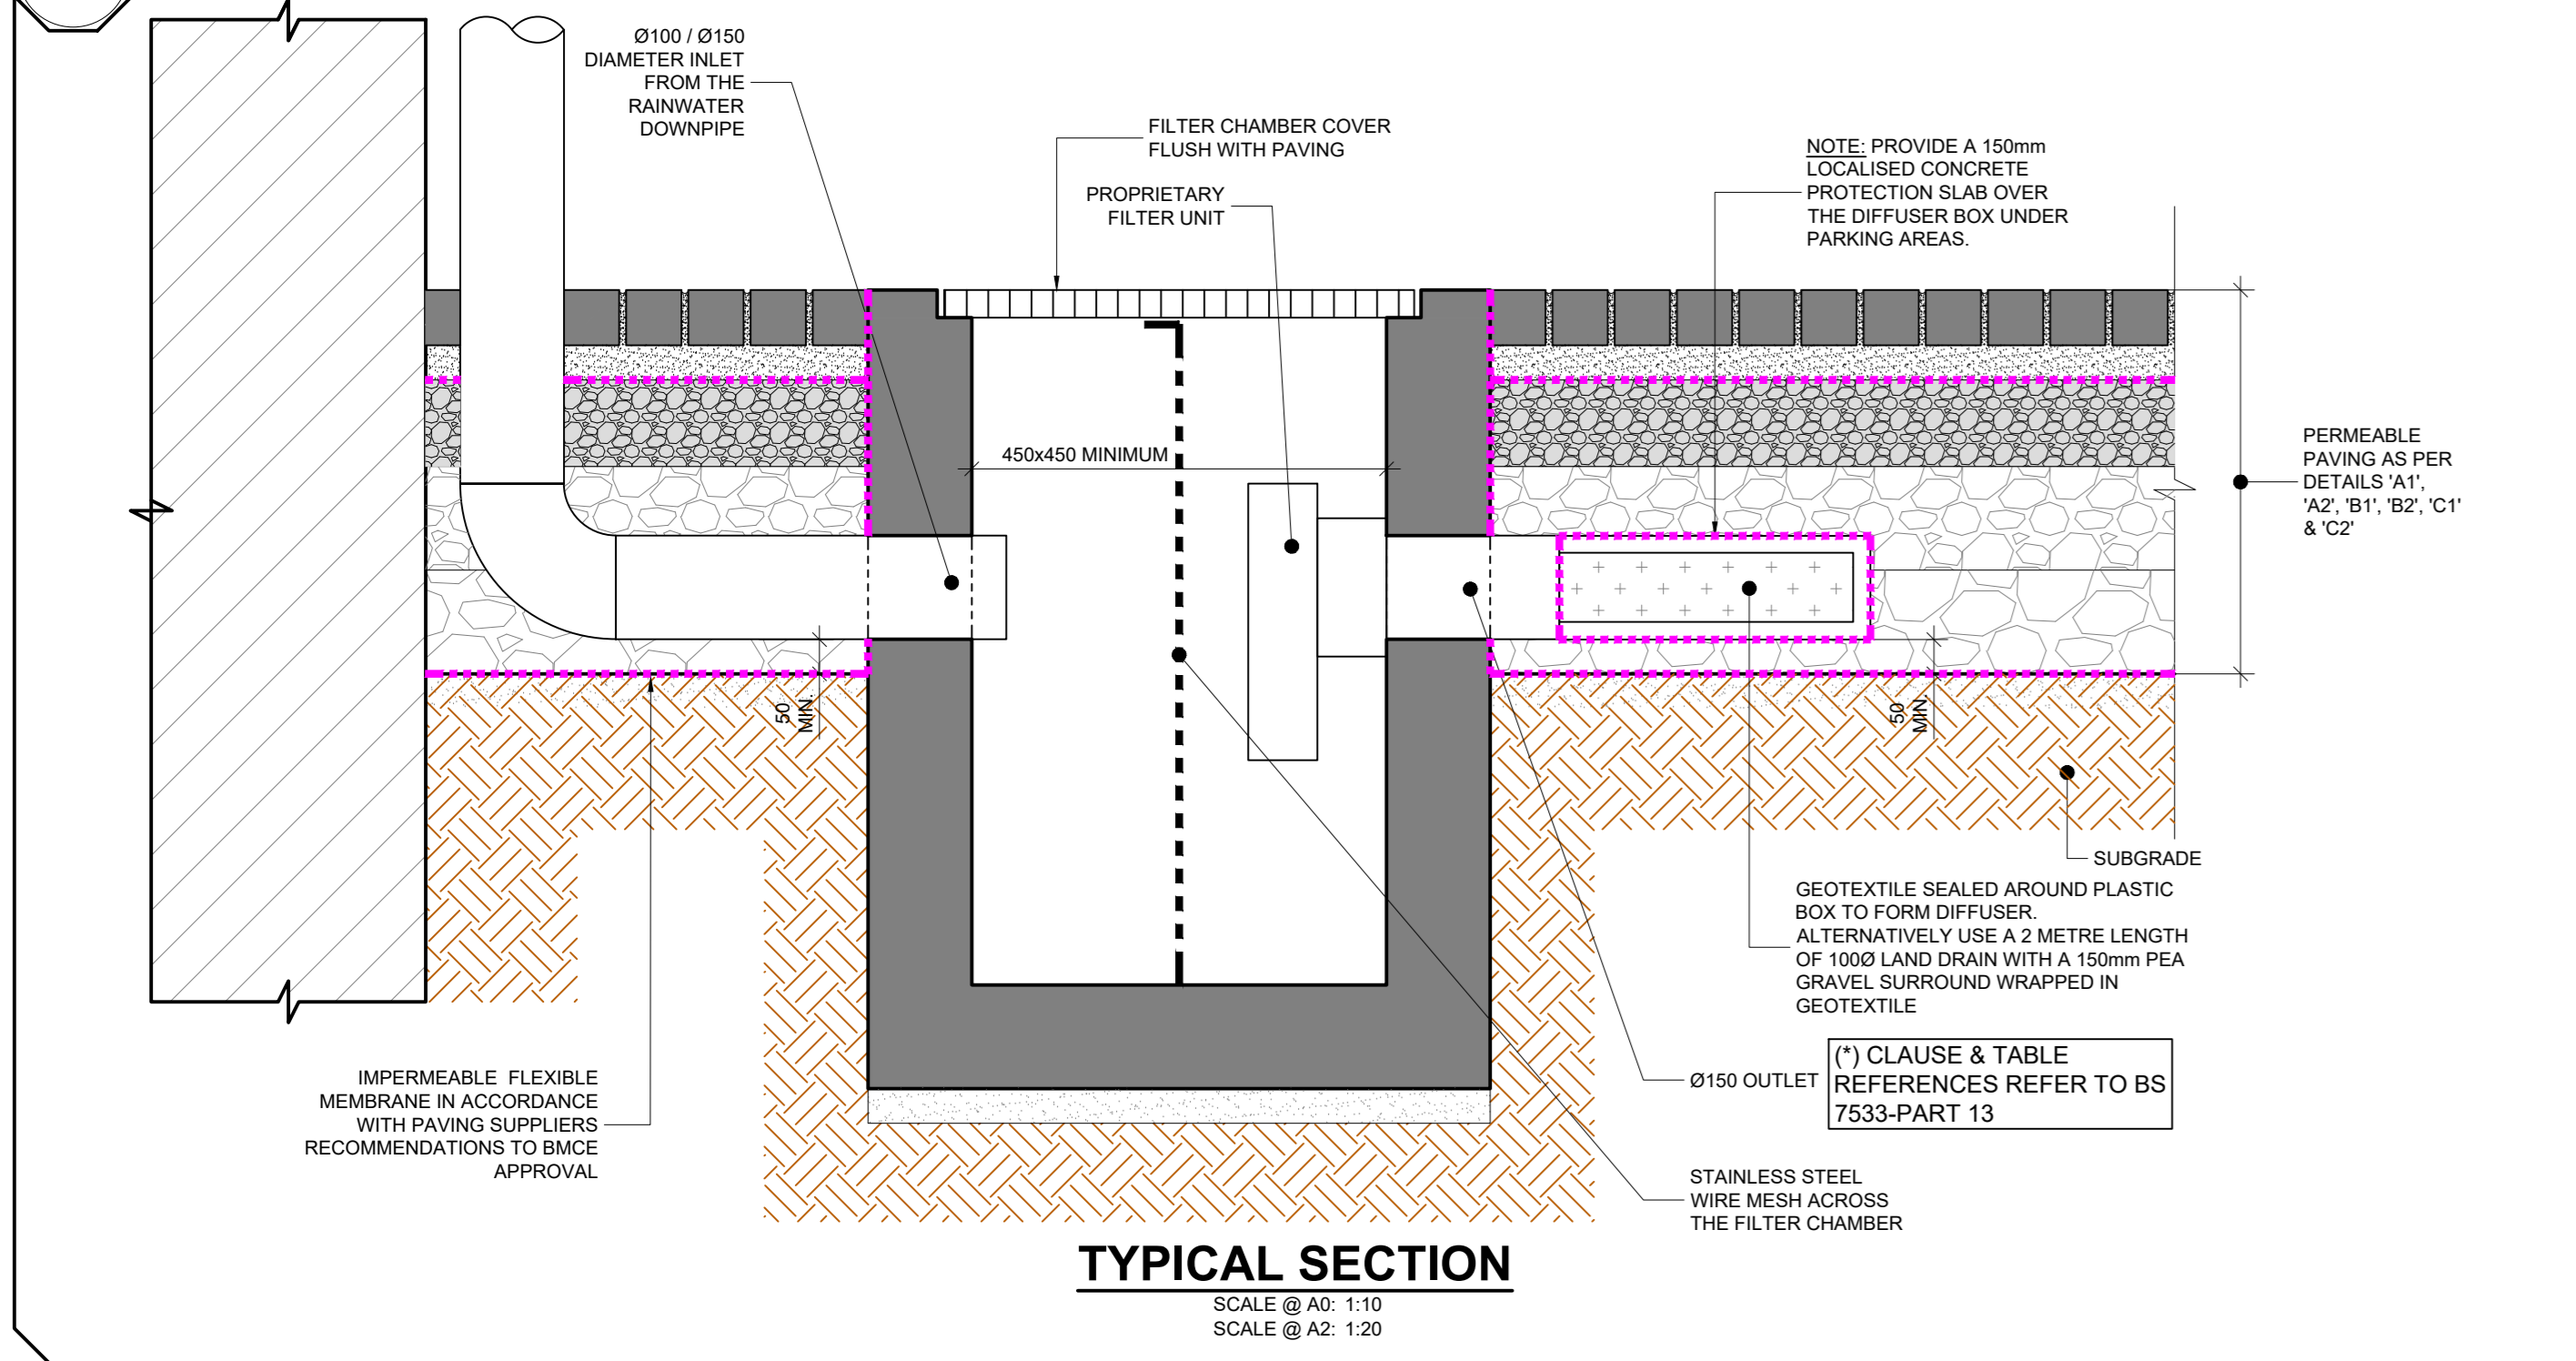 Ø100 / Ø150
DIAMETER INLET
FROM THE
RAINWATER
DOWNPIPE
FILTER CHAMBER COVER
FLUSH WITH PAVING
PROPRIETARY
FILTER UNIT
NOTE: PROVIDE A 150mm
LOCALISED CONCRETE
PROTECTION SLAB OVER
THE DIFFUSER BOX UNDER
PARKING AREAS.
450x450 MINIMUM
PERMEABLE
PAVING AS PER
DETAILS 'A1',
'A2', 'B1', 'B2', 'C1'
& 'C2'
50
MIN.
50
MIN.
SUBGRADE
GEOTEXTILE SEALED AROUND PLASTIC
BOX TO FORM DIFFUSER.
ALTERNATIVELY USE A 2 METRE LENGTH
OF 100Ø LAND DRAIN WITH A 150mm PEA
GRAVEL SURROUND WRAPPED IN
GEOTEXTILE
IMPERMEABLE FLEXIBLE
MEMBRANE IN ACCORDANCE
WITH PAVING SUPPLIERS
RECOMMENDATIONS TO BMCE
APPROVAL
Ø150 OUTLET
(*) CLAUSE & TABLE
REFERENCES REFER TO BS
7533-PART 13
STAINLESS STEEL
WIRE MESH ACROSS
THE FILTER CHAMBER
TYPICAL SECTION
SCALE @ A0: 1:10
SCALE @ A2: 1:20